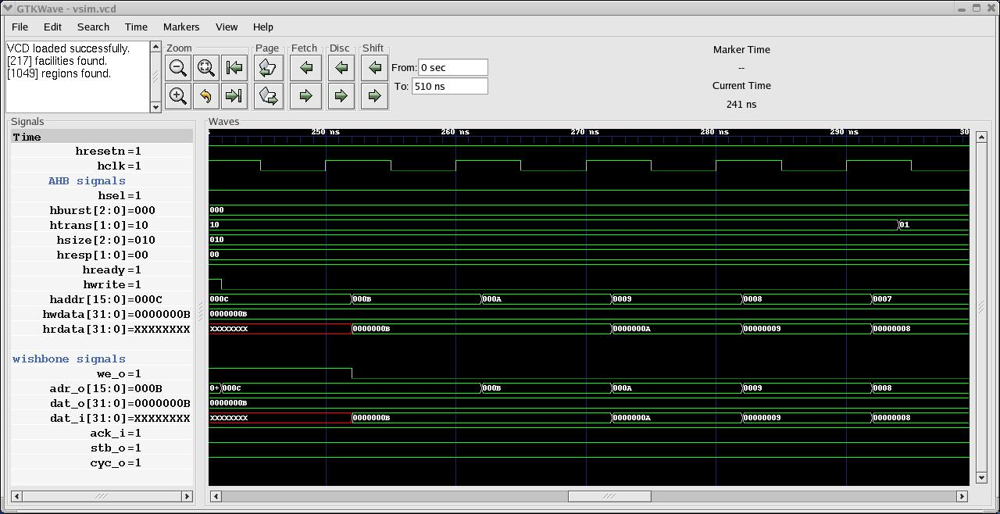 GTKWave - vsim.vcd
File Edit Search Time Markers View Help
VCD loaded successfully.
[217] facilities found.
[1049] regions found.
Zoom Page Fetch Disc Shift
From: 0 sec
To: 510 ns
Marker Time
--
Current Time
241 ns
Signals
Waves
Time
250 ns 260 ns 270 ns 280 ns 290 ns 30
hresetn=1
hclk=1
AHB signals
hsel=1
hburst[2:0]=000 000
htrans[1:0]=10 10 01
hsize[2:0]=010 010
hresp[1:0]=00 00
hready=1
hwrite=1
haddr[15:0]=000C 000C 000B 000A 0009 0008 0007
hwdata[31:0]=0000000B 0000000B
hrdata[31:0]=XXXXXXXX XXXXXXXX 0000000B 0000000A 00000009 00000008
wishbone signals
we_o=1
adr_o[15:0]=000B 0+ 000C 000B 000A 0009 0008
dat_o[31:0]=0000000B 0000000B
dat_i[31:0]=XXXXXXXX XXXXXXXX 0000000B 0000000A 00000009 00000008
ack_i=1
stb_o=1
cyc_o=1